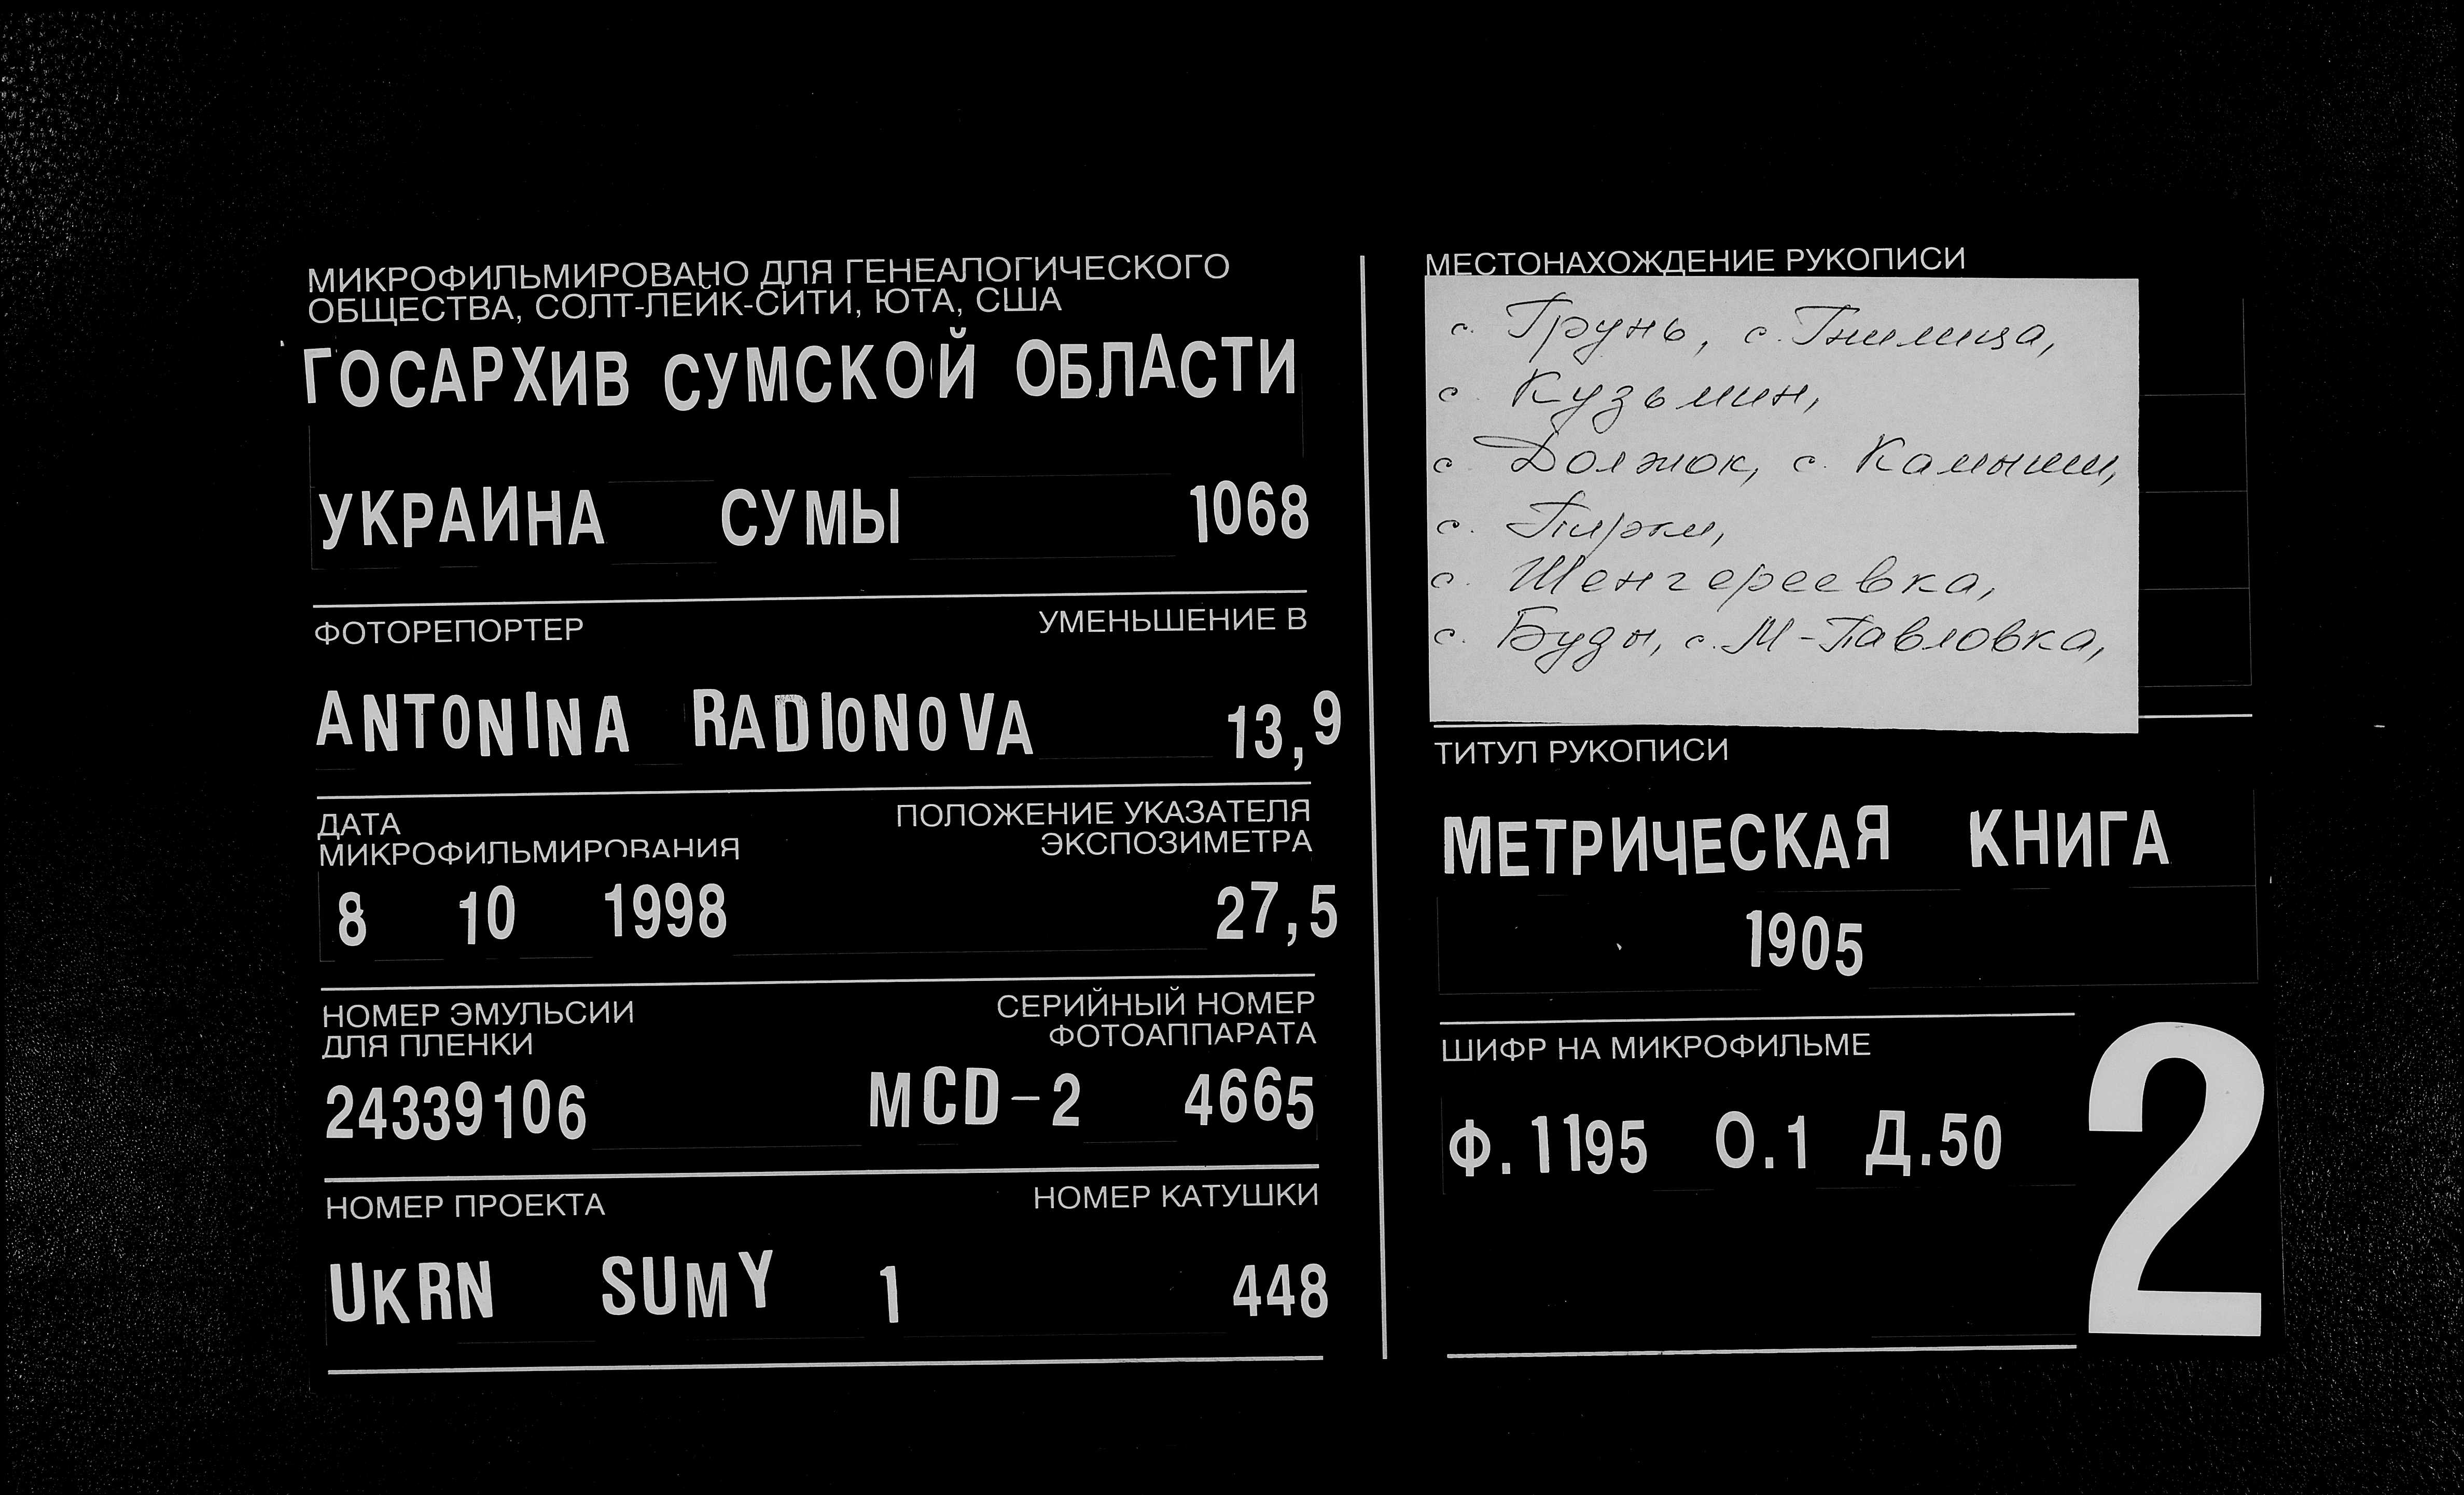 МИКРОФИЛЬМИРОВАНО ДЛЯ ГЕНЕАЛОГИЧЕСКОГО
ОБЩЕСТВА, СОЛТ-ЛЕЙК-СИТИ, ЮТА, США
ГОСАРХИВ СУМСКОЙ ОБЛАСТИ
УКРАИНА СУМЫ 1068
ФОТОРЕПОРТЕР УМЕНЬШЕНИЕ В
ANTONINA RADIONOVA 13,9
ДАТА
МИКРОФИЛЬМИРОВАНИЯ
ПОЛОЖЕНИЕ УКАЗАТЕЛЯ
ЭКСПОЗИМЕТРА
8 10 1998 27,5
НОМЕР ЭМУЛЬСИИ
ДЛЯ ПЛЕНКИ
СЕРИЙНЫЙ НОМЕР
ФОТОАППАРАТА
24339106 MCD-2 4665
НОМЕР ПРОЕКТА НОМЕР КАТУШКИ
UKRN SUMY 1 448
МЕСТОНАХОЖДЕНИЕ РУКОПИСИ
с. Грунь, с. Гнилица,
с. Кузьмин,
с. Должок, с. Камыши,
с.
с. Шенгереевка,
с. Буды, с. М-Павловка,
ТИТУЛ РУКОПИСИ
МЕТРИЧЕСКАЯ КНИГА
1905
ШИФР НА МИКРОФИЛЬМЕ
Ф.1195 О.1 Д.50
2